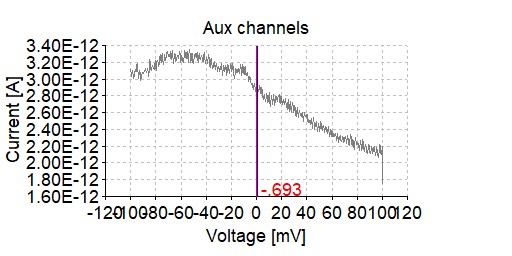 Aux channels
3.40E-12
3.20E-12
3.00E-12
2.80E-12
2.60E-12
2.40E-12
2.20E-12
2.00E-12
1.80E-12
1.60E-12
Current [A]
-.693
-120 -100 -80 -60 -40 -20 0 20 40 60 80 100 120
Voltage [mV]